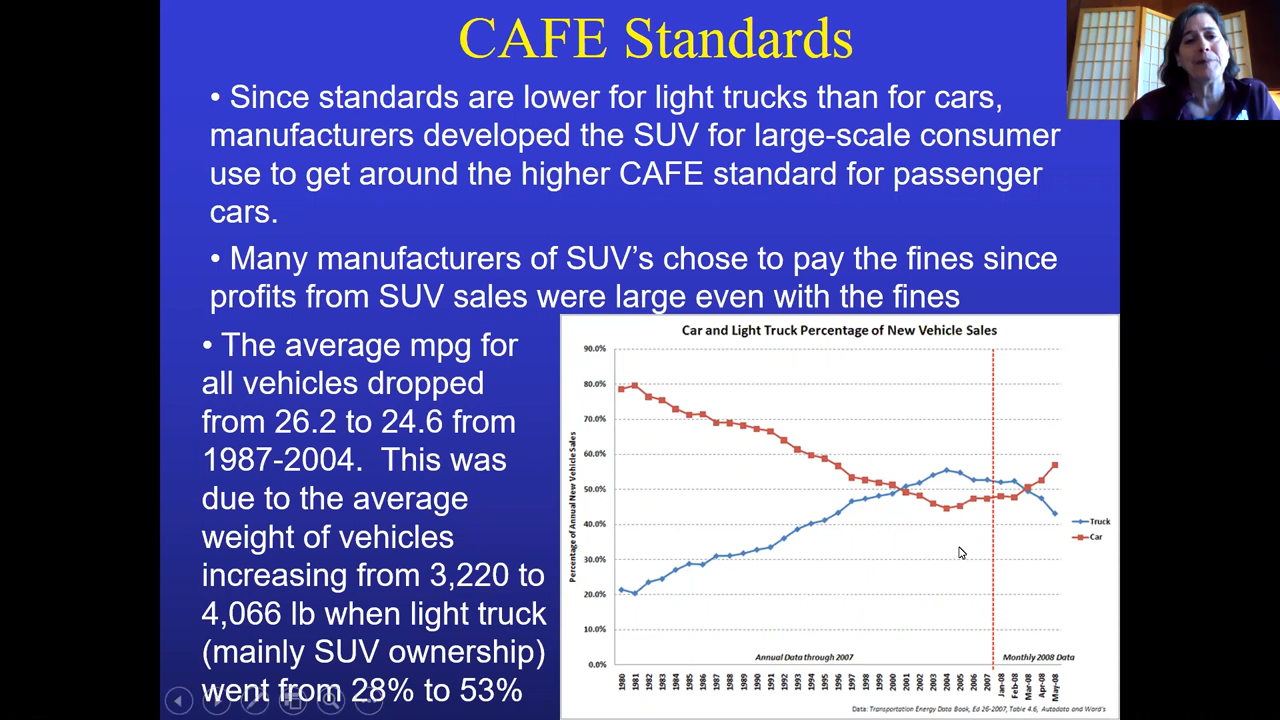 CAFE Standards
• Since standards are lower for light trucks than for cars,
manufacturers developed the SUV for large-scale consumer
use to get around the higher CAFE standard for passenger
cars.
• Many manufacturers of SUV’s chose to pay the fines since
profits from SUV sales were large even with the fines
• The average mpg for
all vehicles dropped
from 26.2 to 24.6 from
1987-2004. This was
due to the average
weight of vehicles
increasing from 3,220 to
4,066 lb when light truck
(mainly SUV ownership)
went from 28% to 53%
Car and Light Truck Percentage of New Vehicle Sales
Percentage of Annual New Vehicle Sales
90.0%
80.0%
70.0%
60.0%
50.0%
40.0%
30.0%
20.0%
10.0%
0.0%
Truck
Car
Annual Data through 2007
Monthly 2008 Data
1980
1981
1982
1983
1984
1985
1986
1987
1988
1989
1990
1991
1992
1993
1994
1995
1996
1997
1998
1999
2000
2001
2002
2003
2004
2005
2006
2007
Jan-08
Feb-08
Mar-08
Apr-08
May-08
Data: Transportation Energy Data Book, Ed 26-2007, Table 4.6, Autodata and Word's